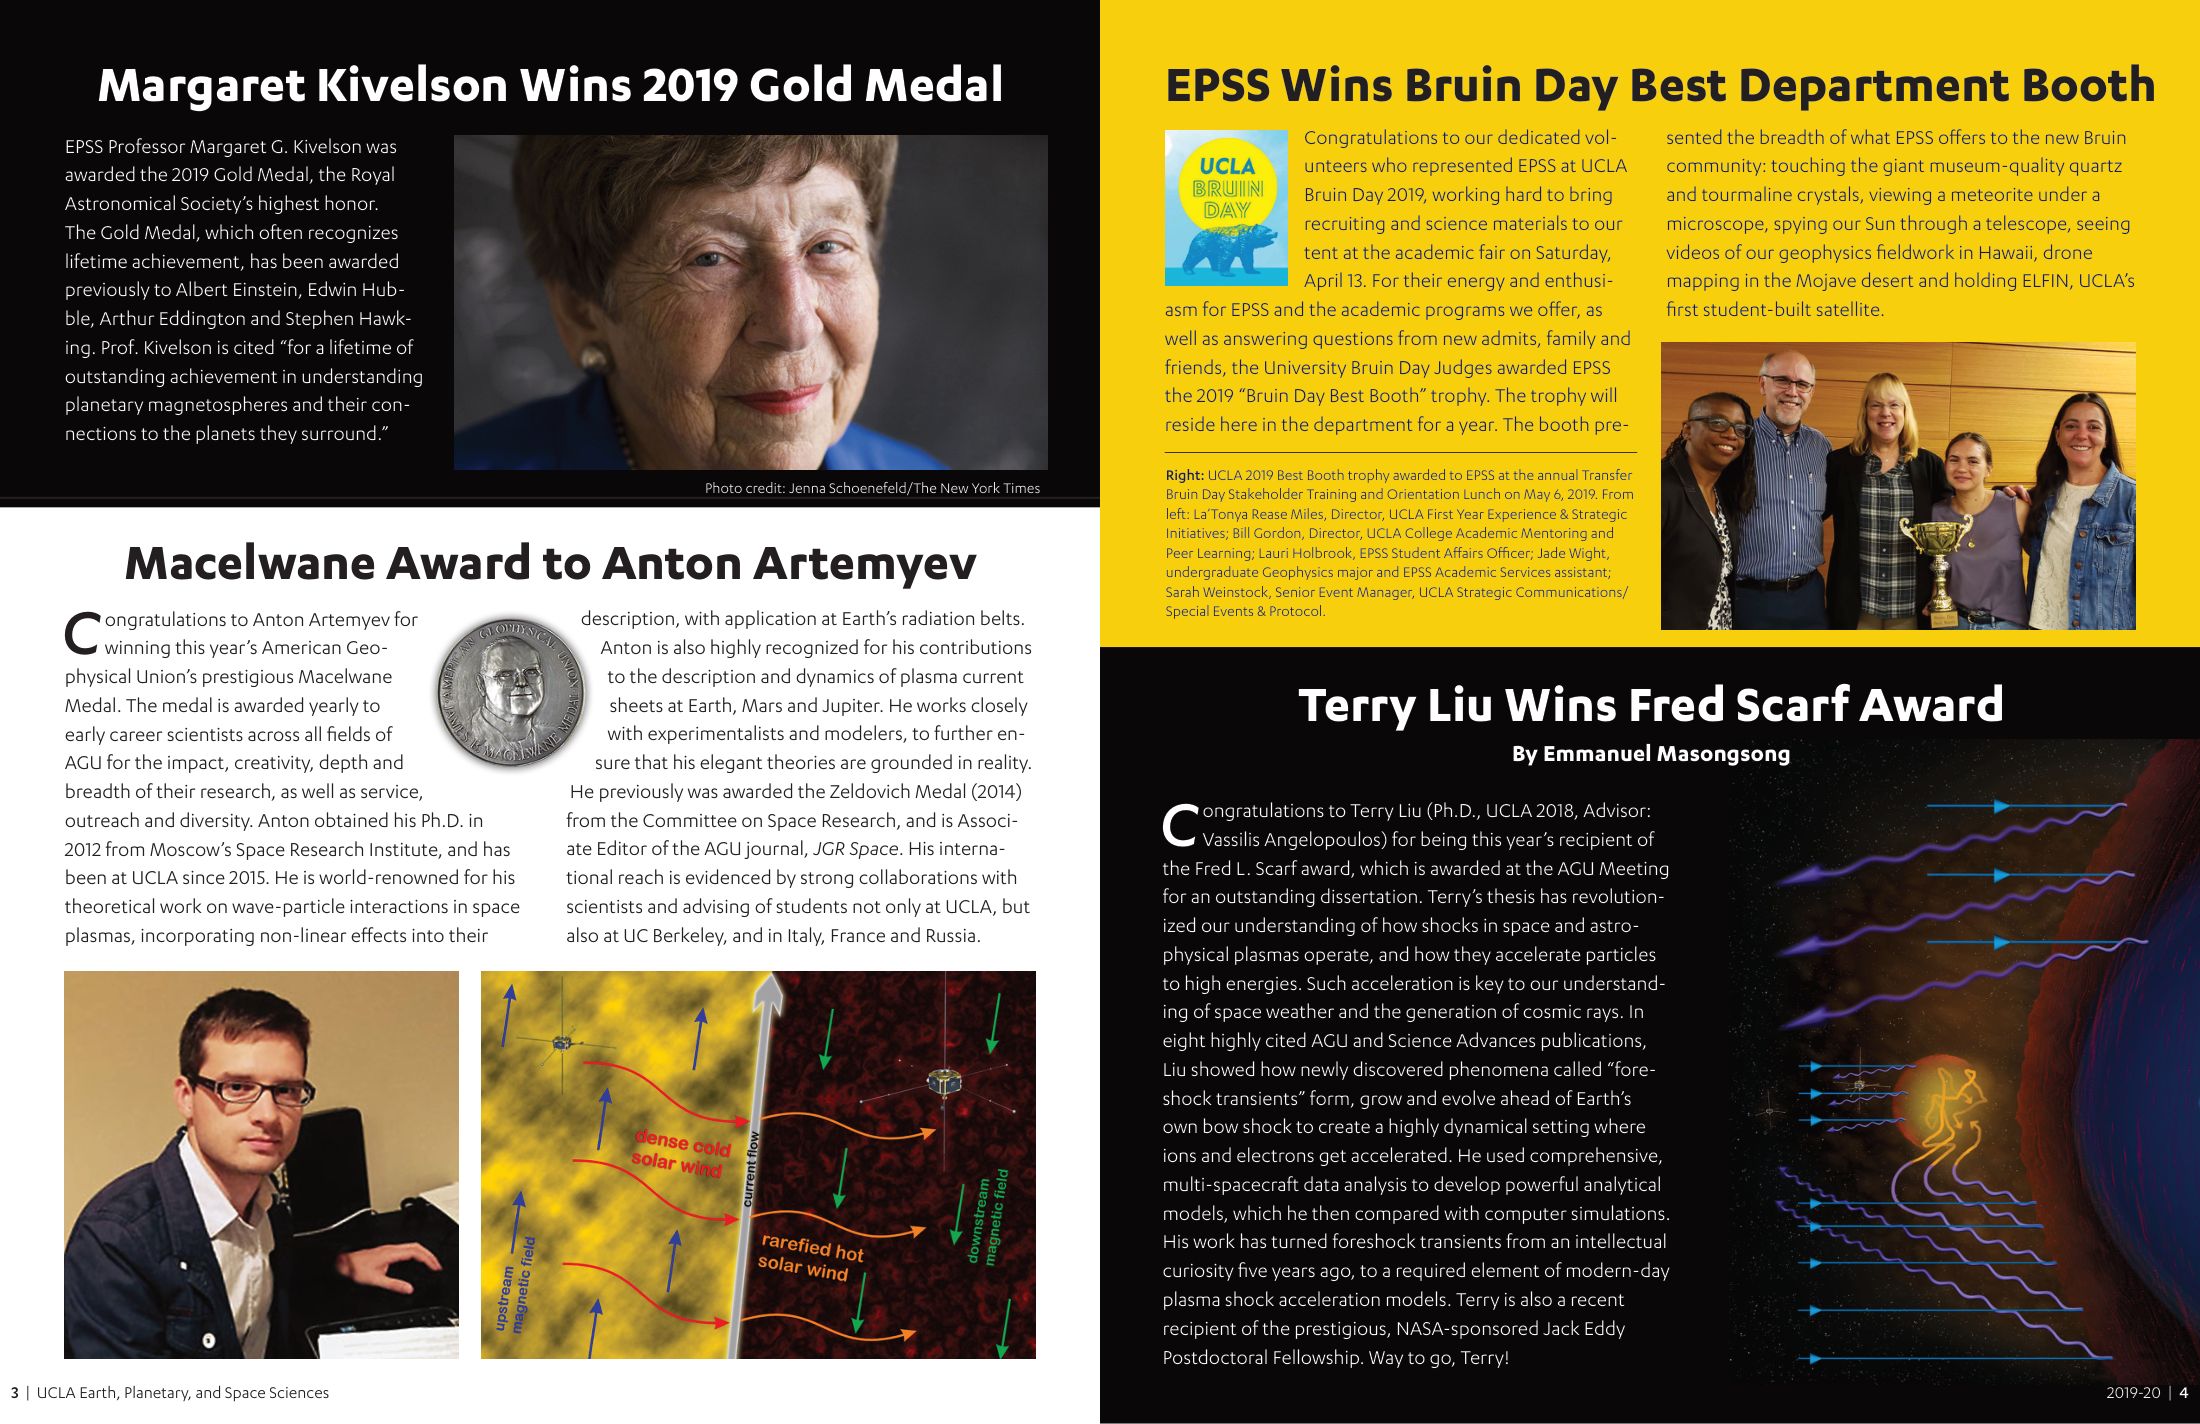 Margaret Kivelson Wins 2019 Gold Medal
EPSS Professor Margaret G. Kivelson was
awarded the 2019 Gold Medal, the Royal
Astronomical Society’s highest honor.
The Gold Medal, which often recognizes
lifetime achievement, has been awarded
previously to Albert Einstein, Edwin Hub-
ble, Arthur Eddington and Stephen Hawk-
ing. Prof. Kivelson is cited “for a lifetime of
outstanding achievement in understanding
planetary magnetospheres and their con-
nections to the planets they surround.”
Photo credit: Jenna Schoenefeld/The New York Times
Macelwane Award to Anton Artemyev
Congratulations to Anton Artemyev for
winning this year’s American Geo-
physical Union’s prestigious Macelwane
Medal. The medal is awarded yearly to
early career scientists across all fields of
AGU for the impact, creativity, depth and
breadth of their research, as well as service,
outreach and diversity. Anton obtained his Ph.D. in
2012 from Moscow’s Space Research Institute, and has
been at UCLA since 2015. He is world-renowned for his
theoretical work on wave-particle interactions in space
plasmas, incorporating non-linear effects into their
AMERICAN GEOPHYSICAL UNION
JAMES B. MACELWANE MEDAL
description, with application at Earth’s radiation belts.
Anton is also highly recognized for his contributions
to the description and dynamics of plasma current
sheets at Earth, Mars and Jupiter. He works closely
with experimentalists and modelers, to further en-
sure that his elegant theories are grounded in reality.
He previously was awarded the Zeldovich Medal (2014)
from the Committee on Space Research, and is Associ-
ate Editor of the AGU journal, JGR Space. His interna-
tional reach is evidenced by strong collaborations with
scientists and advising of students not only at UCLA, but
also at UC Berkeley, and in Italy, France and Russia.
dense cold
solar wind
current flow
rarefied hot
solar wind
upstream
magnetic field
downstream
magnetic field
3 | UCLA Earth, Planetary, and Space Sciences
EPSS Wins Bruin Day Best Department Booth
UCLA
BRUIN
DAY
Congratulations to our dedicated vol-
unteers who represented EPSS at UCLA
Bruin Day 2019, working hard to bring
recruiting and science materials to our
tent at the academic fair on Saturday,
April 13. For their energy and enthusi-
asm for EPSS and the academic programs we offer, as
well as answering questions from new admits, family and
friends, the University Bruin Day Judges awarded EPSS
the 2019 “Bruin Day Best Booth” trophy. The trophy will
reside here in the department for a year. The booth pre-
sented the breadth of what EPSS offers to the new Bruin
community: touching the giant museum-quality quartz
and tourmaline crystals, viewing a meteorite under a
microscope, spying our Sun through a telescope, seeing
videos of our geophysics fieldwork in Hawaii, drone
mapping in the Mojave desert and holding ELFIN, UCLA’s
first student-built satellite.
Right: UCLA 2019 Best Booth trophy awarded to EPSS at the annual Transfer
Bruin Day Stakeholder Training and Orientation Lunch on May 6, 2019. From
left: La’Tonya Rease Miles, Director, UCLA First Year Experience & Strategic
Initiatives; Bill Gordon, Director, UCLA College Academic Mentoring and
Peer Learning; Lauri Holbrook, EPSS Student Affairs Officer; Jade Wight,
undergraduate Geophysics major and EPSS Academic Services assistant;
Sarah Weinstock, Senior Event Manager, UCLA Strategic Communications/
Special Events & Protocol.
Terry Liu Wins Fred Scarf Award
By Emmanuel Masongsong
Congratulations to Terry Liu (Ph.D., UCLA 2018, Advisor:
Vassilis Angelopoulos) for being this year’s recipient of
the Fred L. Scarf award, which is awarded at the AGU Meeting
for an outstanding dissertation. Terry’s thesis has revolution-
ized our understanding of how shocks in space and astro-
physical plasmas operate, and how they accelerate particles
to high energies. Such acceleration is key to our understand-
ing of space weather and the generation of cosmic rays. In
eight highly cited AGU and Science Advances publications,
Liu showed how newly discovered phenomena called “fore-
shock transients” form, grow and evolve ahead of Earth’s
own bow shock to create a highly dynamical setting where
ions and electrons get accelerated. He used comprehensive,
multi-spacecraft data analysis to develop powerful analytical
models, which he then compared with computer simulations.
His work has turned foreshock transients from an intellectual
curiosity five years ago, to a required element of modern-day
plasma shock acceleration models. Terry is also a recent
recipient of the prestigious, NASA-sponsored Jack Eddy
Postdoctoral Fellowship. Way to go, Terry!
2019-20 | 4